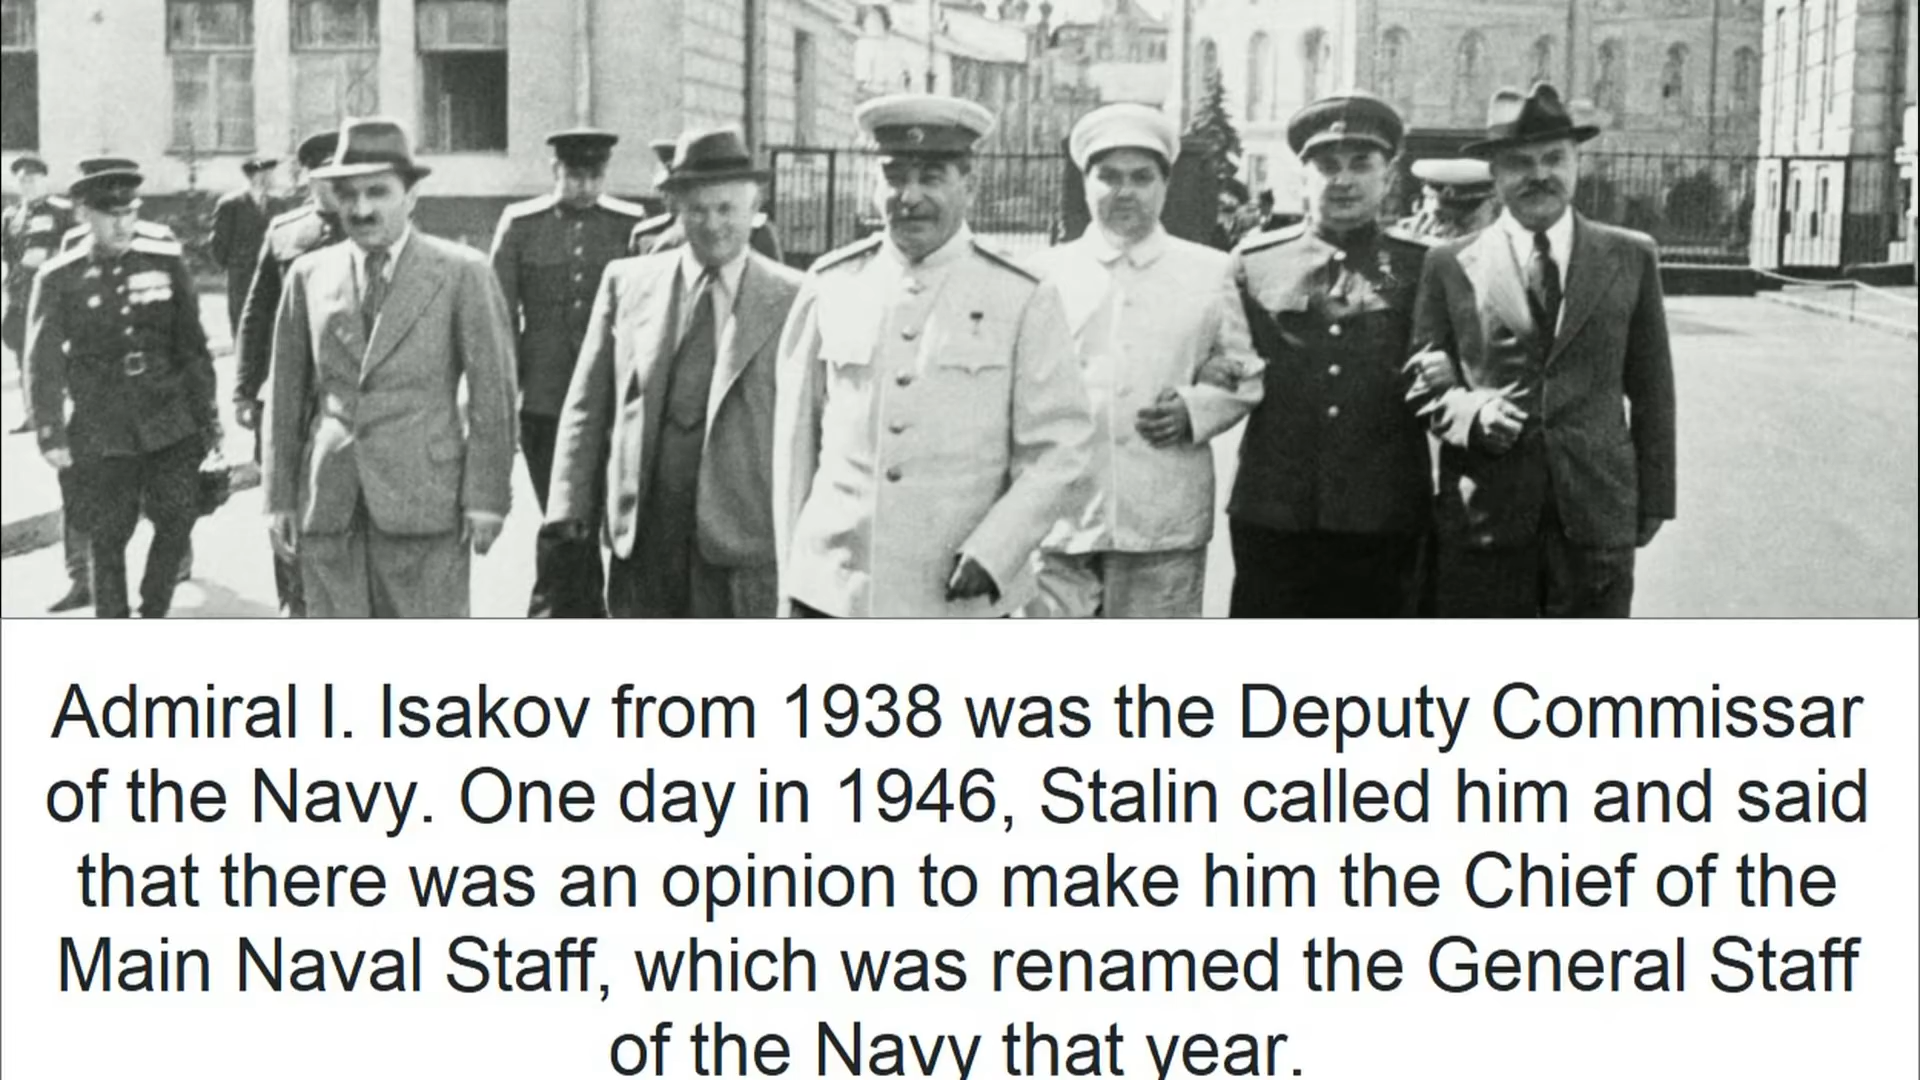 Admiral I. Isakov from 1938 was the Deputy Commissar
of the Navy. One day in 1946, Stalin called him and said
that there was an opinion to make him the Chief of the
Main Naval Staff, which was renamed the General Staff
of the Navy that year.